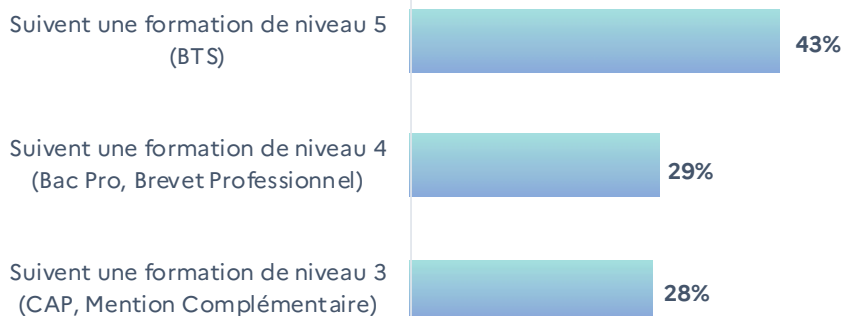 Suivent une formation de niveau 5
(BTS)
43%
Suivent une formation de niveau 4
(Bac Pro, Brevet Professionnel)
29%
Suivent une formation de niveau 3
(CAP, Mention Complémentaire)
28%